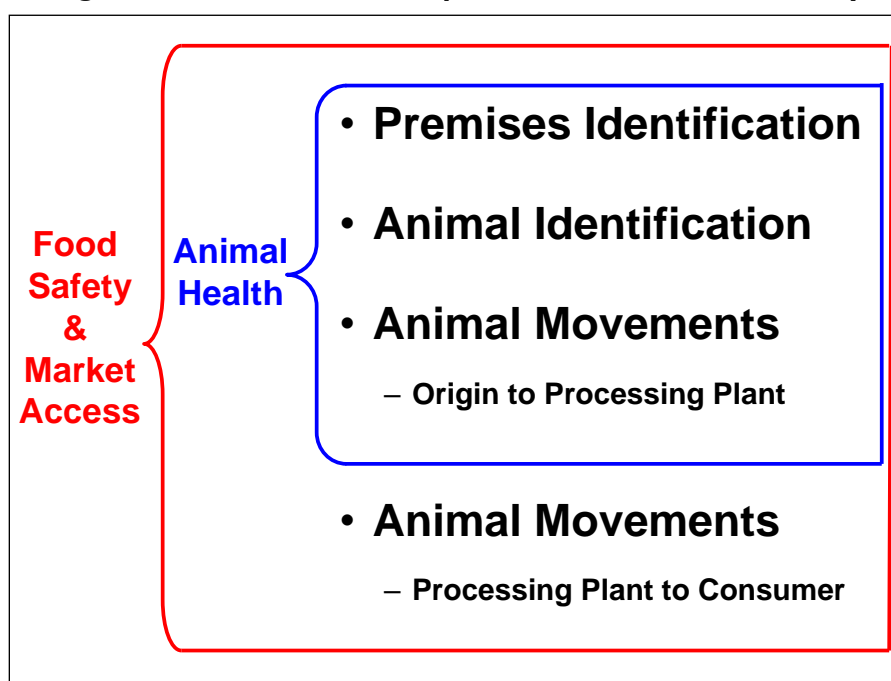 Food
Safety
&
Market
Access
Animal
Health
• Premises Identification
• Animal Identification
• Animal Movements
– Origin to Processing Plant
• Animal Movements
– Processing Plant to Consumer